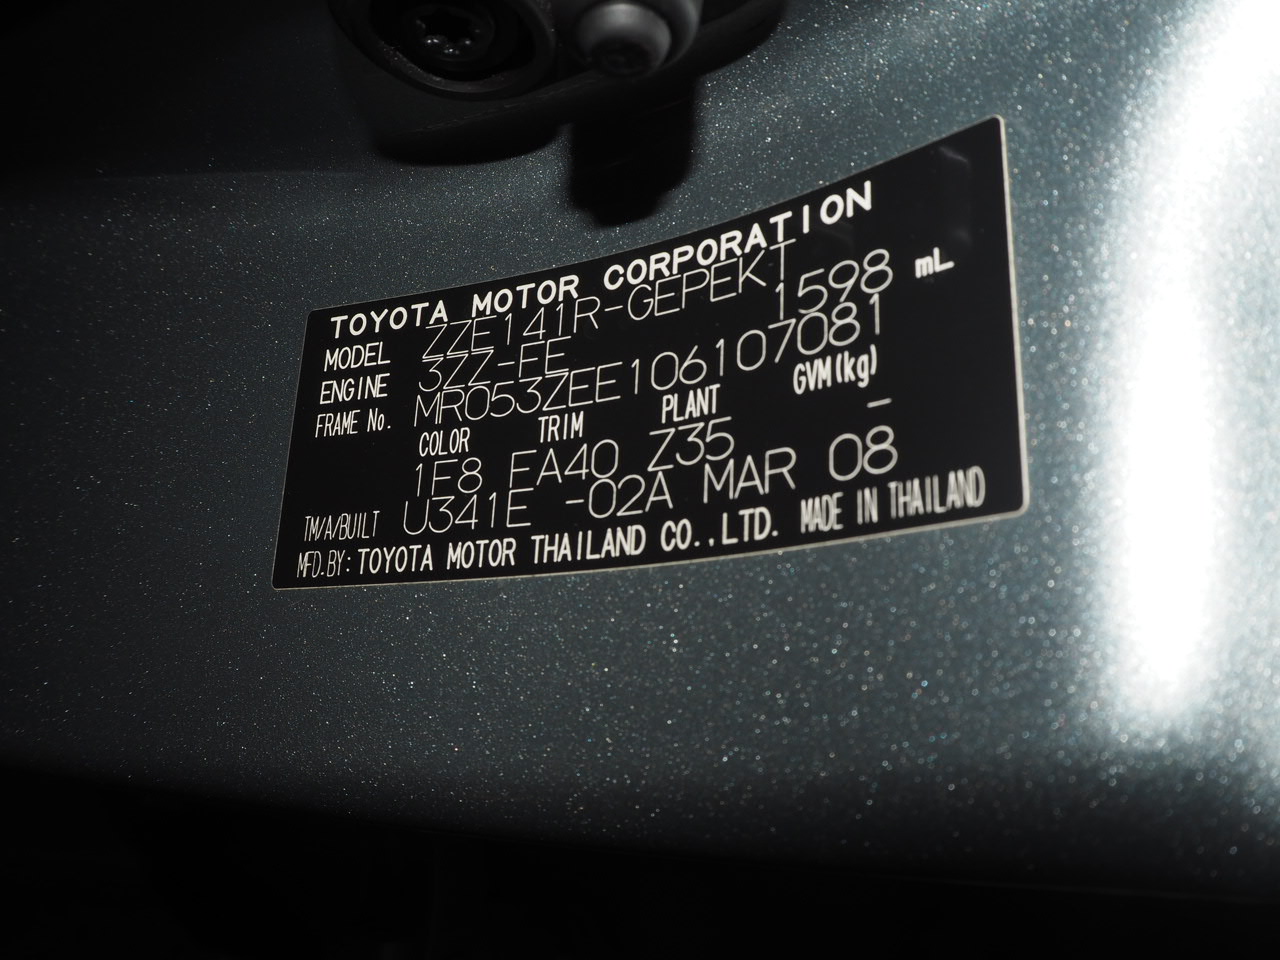 TOYOTA MOTOR CORPORATION
MODEL ZZE141R-GEPEKT
ENGINE 3ZZ-FE 1598 mL
FRAME No. MR053ZEE106107081
COLOR TRIM PLANT GVM(kg)
1F8 FA40 Z35 –
TM/A/BUILT U341E -02A MAR 08
MFD.BY: TOYOTA MOTOR THAILAND CO.,LTD. MADE IN THAILAND